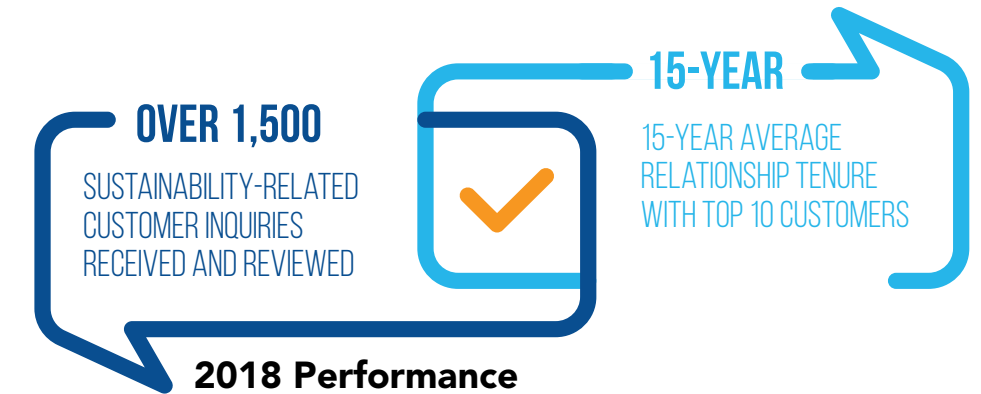 OVER 1,500
SUSTAINABILITY-RELATED
CUSTOMER INQUIRIES
RECEIVED AND REVIEWED
15-YEAR
15-YEAR AVERAGE
RELATIONSHIP TENURE
WITH TOP 10 CUSTOMERS
2018 Performance